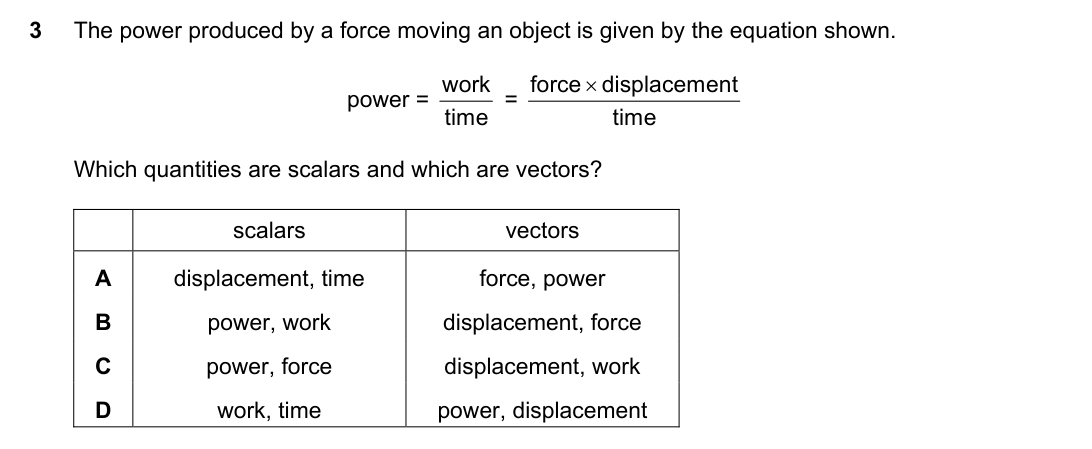 3 The power produced by a force moving an object is given by the equation shown.
power = work/time = force × displacement/time
Which quantities are scalars and which are vectors?
scalars vectors
A displacement, time force, power
B power, work displacement, force
C power, force displacement, work
D work, time power, displacement